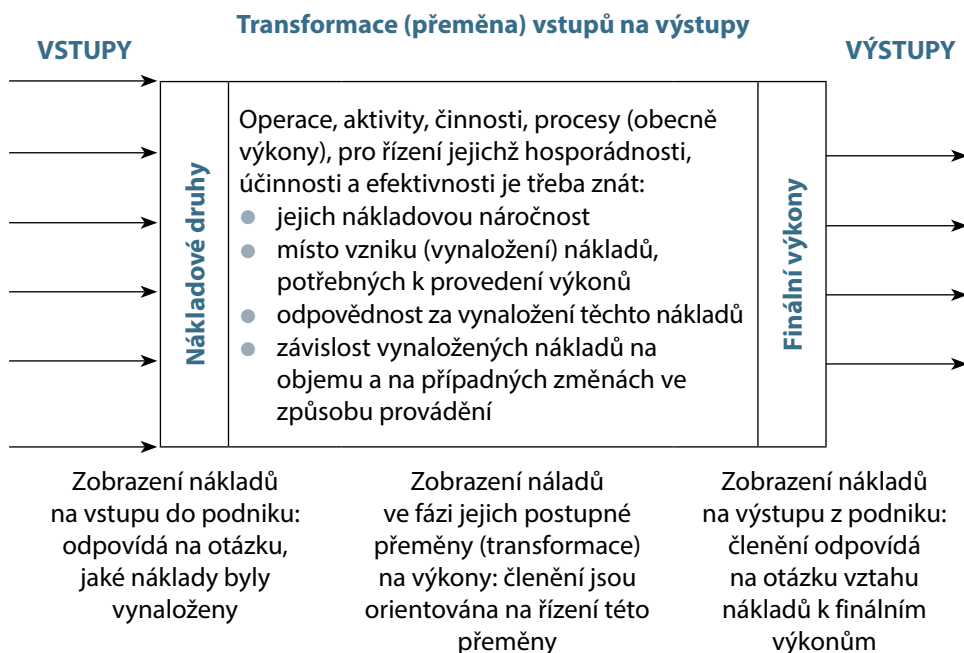 Transformace (přeměna) vstupů na výstupy
VSTUPY
VÝSTUPY
Nákladové druhy
Operace, aktivity, činnosti, procesy (obecně
výkony), pro řízení jejichž hosporádnosti,
účinnosti a efektivnosti je třeba znát:
● jejich nákladovou náročnost
● místo vzniku (vynaložení) nákladů,
potřebných k provedení výkonů
● odpovědnost za vynaložení těchto nákladů
● závislost vynaložených nákladů na
objemu a na případných změnách ve
způsobu provádění
Finální výkony
Zobrazení nákladů
na vstupu do podniku:
odpovídá na otázku,
jaké náklady byly
vynaloženy
Zobrazení náladů
ve fázi jejich postupné
přeměny (transformace)
na výkony: členění jsou
orientována na řízení této
přeměny
Zobrazení nákladů
na výstupu z podniku:
členění odpovídá
na otázku vztahu
nákladů k finálním
výkonům